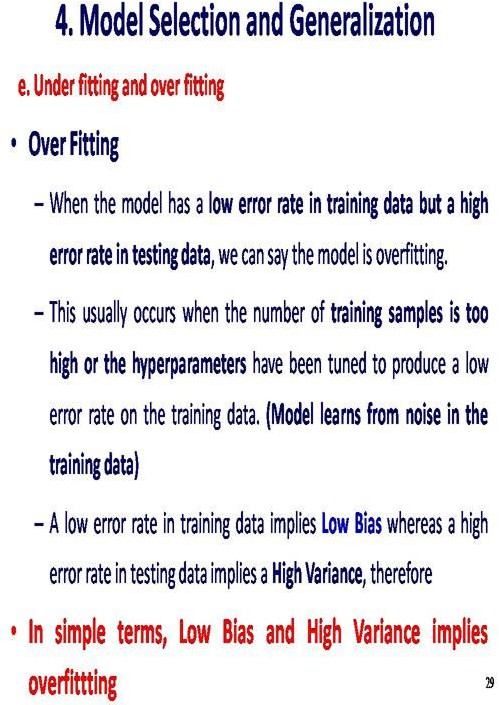 4. Model Selection and Generalization
e. Under fitting and over fitting
• Over Fitting
– When the model has a low error rate in training data but a high
error rate in testing data, we can say the model is overfitting.
– This usually occurs when the number of training samples is too
high or the hyperparameters have been tuned to produce a low
error rate on the training data. (Model learns from noise in the
training data)
– A low error rate in training data implies Low Bias whereas a high
error rate in testing data implies a High Variance, therefore
• In simple terms, Low Bias and High Variance implies
overfittting
29